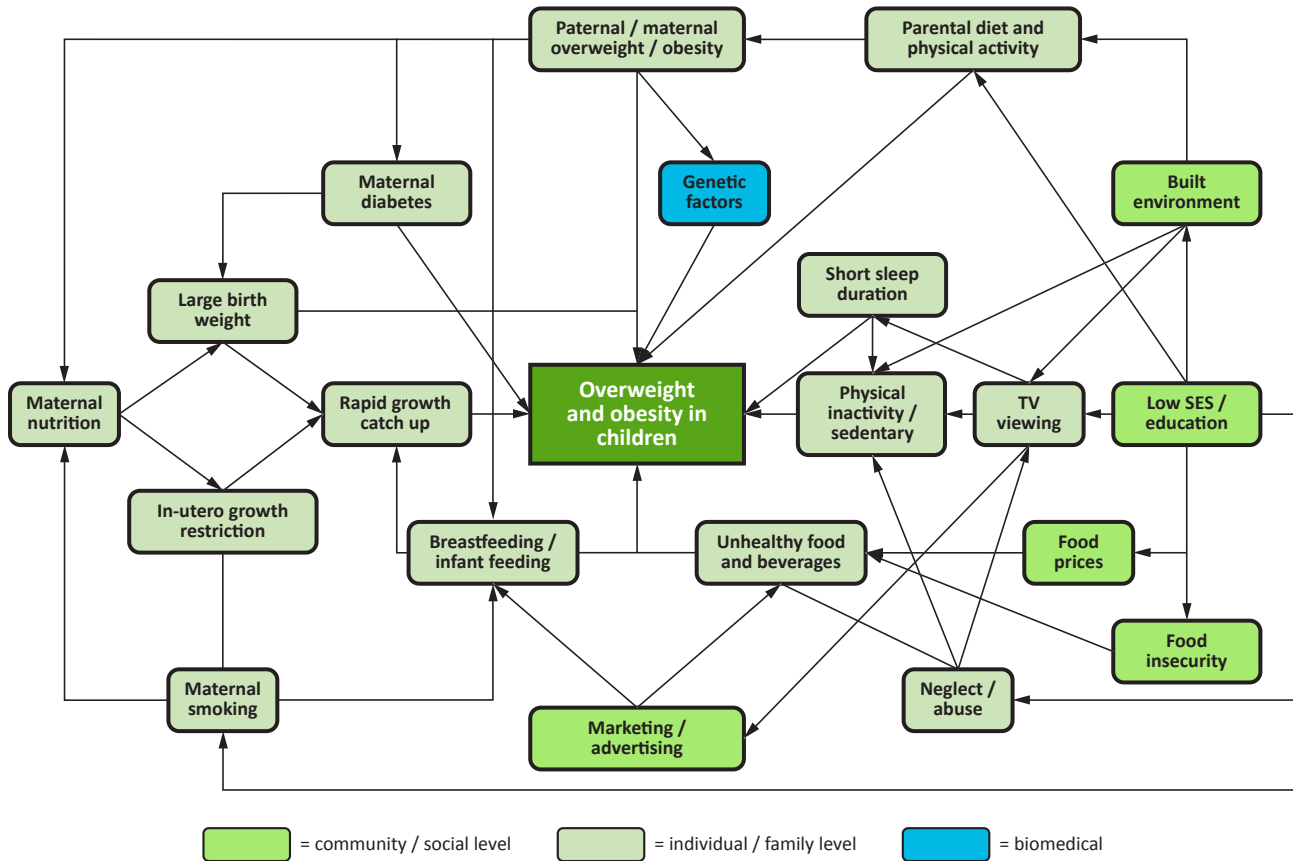 Paternal / maternal
overweight / obesity
Parental diet and
physical activity
Maternal
diabetes
Genetic
factors
Built
environment
Large birth
weight
Short sleep
duration
Maternal
nutrition
Rapid growth
catch up
Overweight
and obesity in
children
Physical
inactivity /
sedentary
TV
viewing
Low SES /
education
In-utero growth
restriction
Breastfeeding /
infant feeding
Unhealthy food
and beverages
Food
prices
Food
insecurity
Maternal
smoking
Marketing /
advertising
Neglect /
abuse
= community / social level
= individual / family level
= biomedical